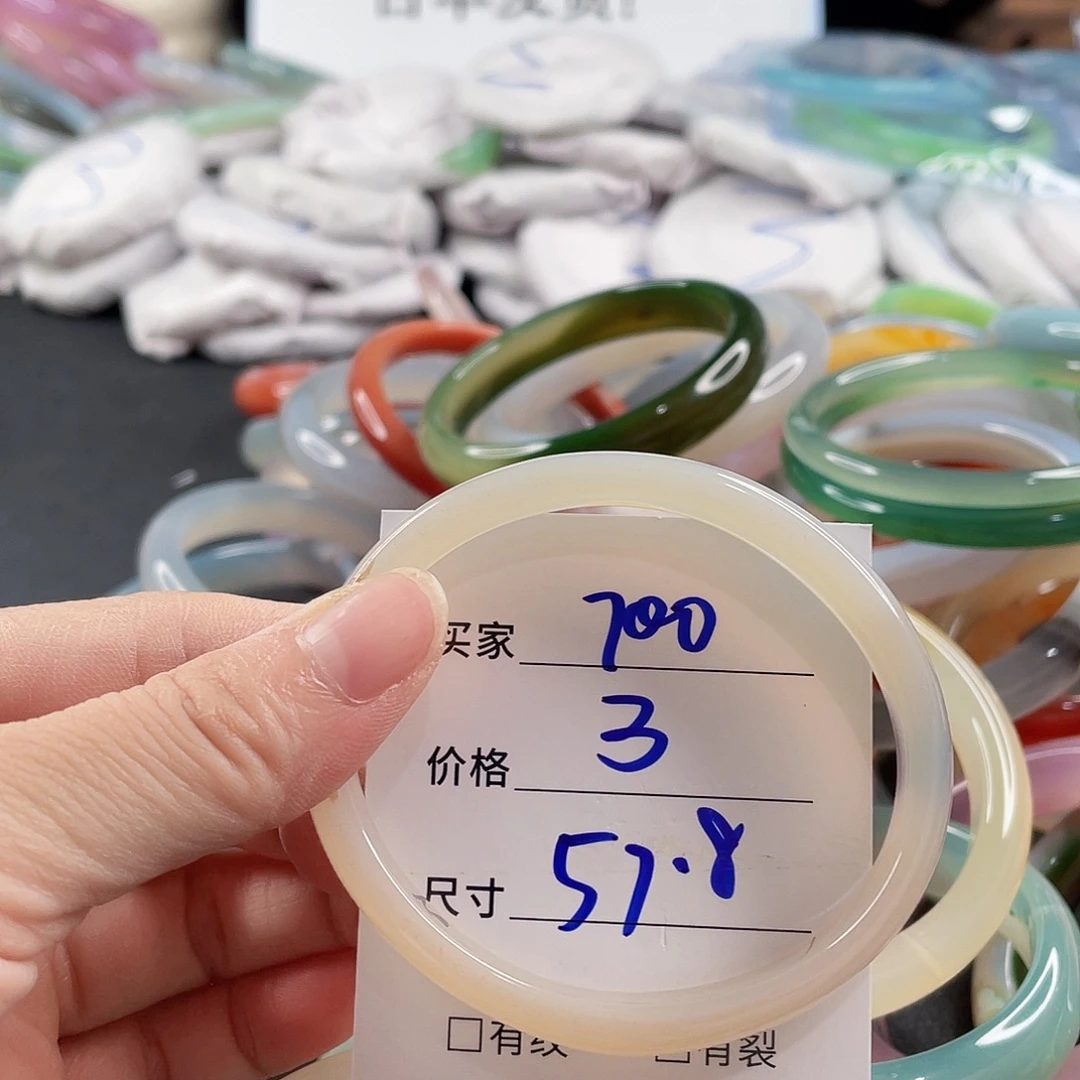 买家 700
价格 3
尺寸 57.8
□有纹 □有裂